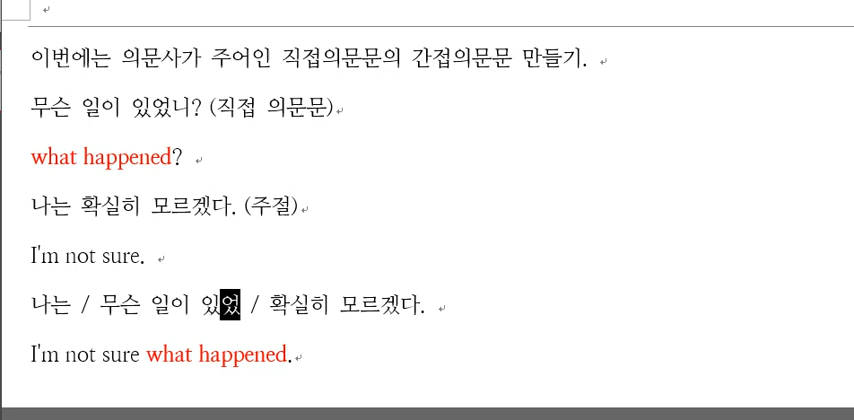 이번에는 의문사가 주어인 직접의문문의 간접의문문 만들기.
무슨 일이 있었니? (직접 의문문)
what happened?
나는 확실히 모르겠다. (주절)
I'm not sure.
나는 / 무슨 일이 있었 / 확실히 모르겠다.
I'm not sure what happened.